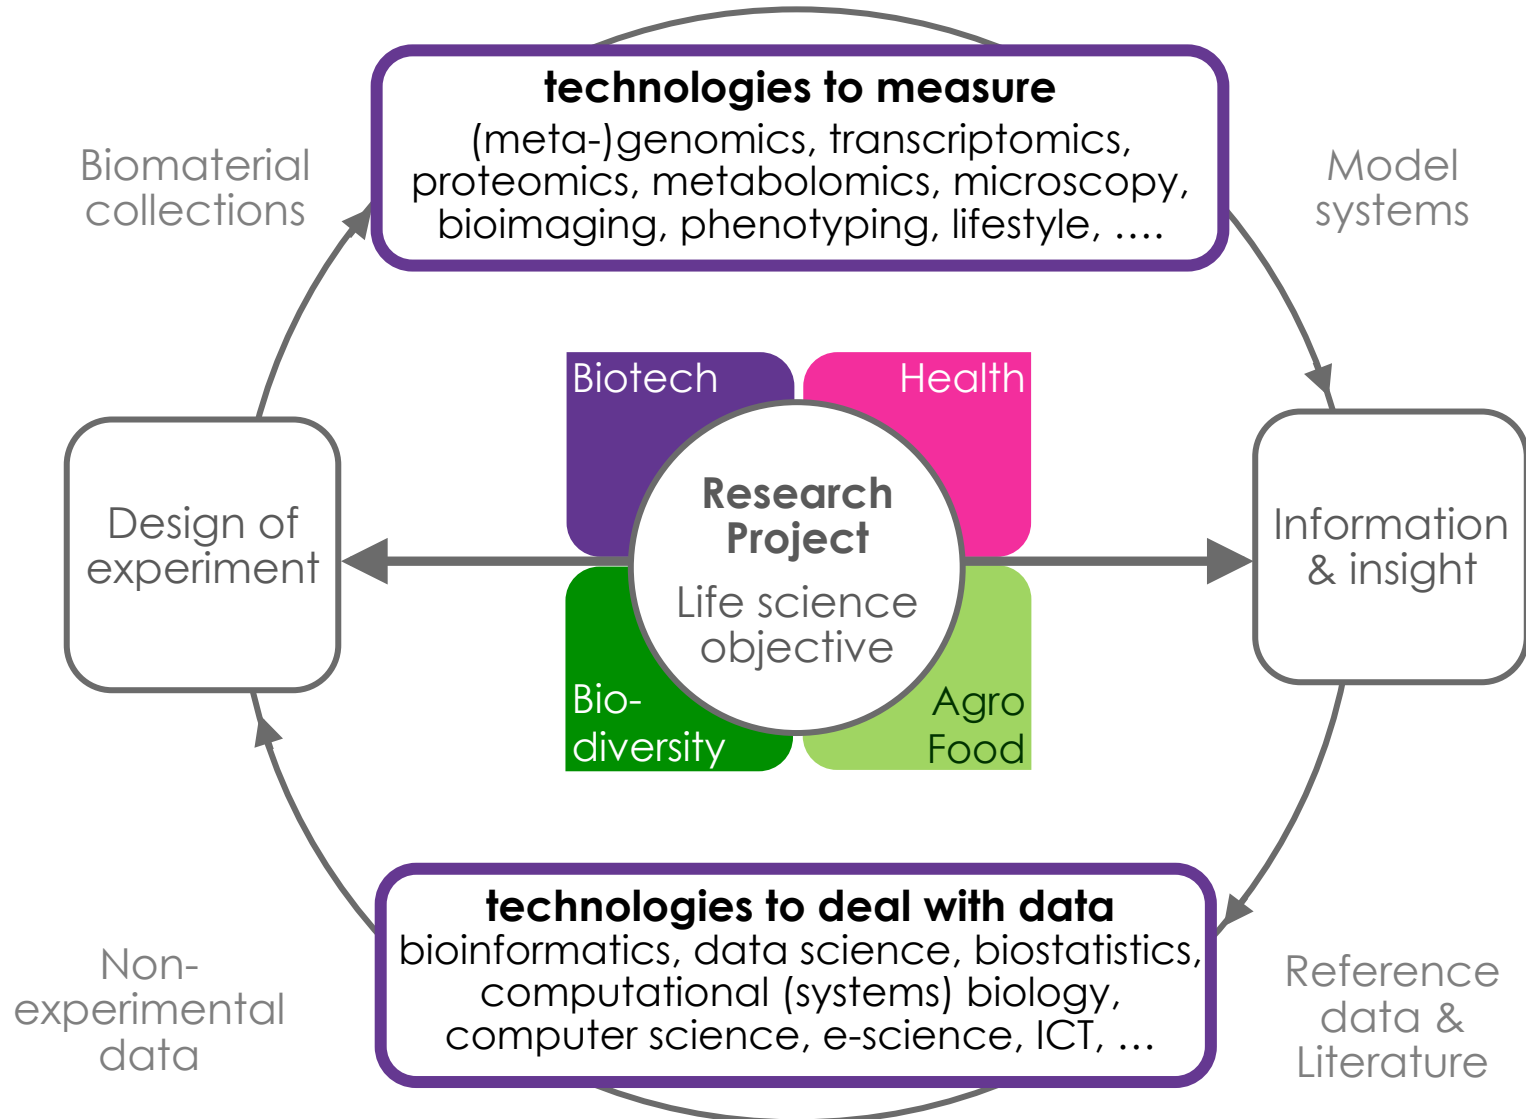 technologies to measure
(meta-)genomics, transcriptomics,
proteomics, metabolomics, microscopy,
bioimaging, phenotyping, lifestyle, ....
Biomaterial
collections
Model
systems
Biotech
Health
Research
Project
Life science
objective
Design of
experiment
Information
& insight
Bio-
diversity
Agro
Food
technologies to deal with data
bioinformatics, data science, biostatistics,
computational (systems) biology,
computer science, e-science, ICT, …
Non-
experimental
data
Reference
data &
Literature